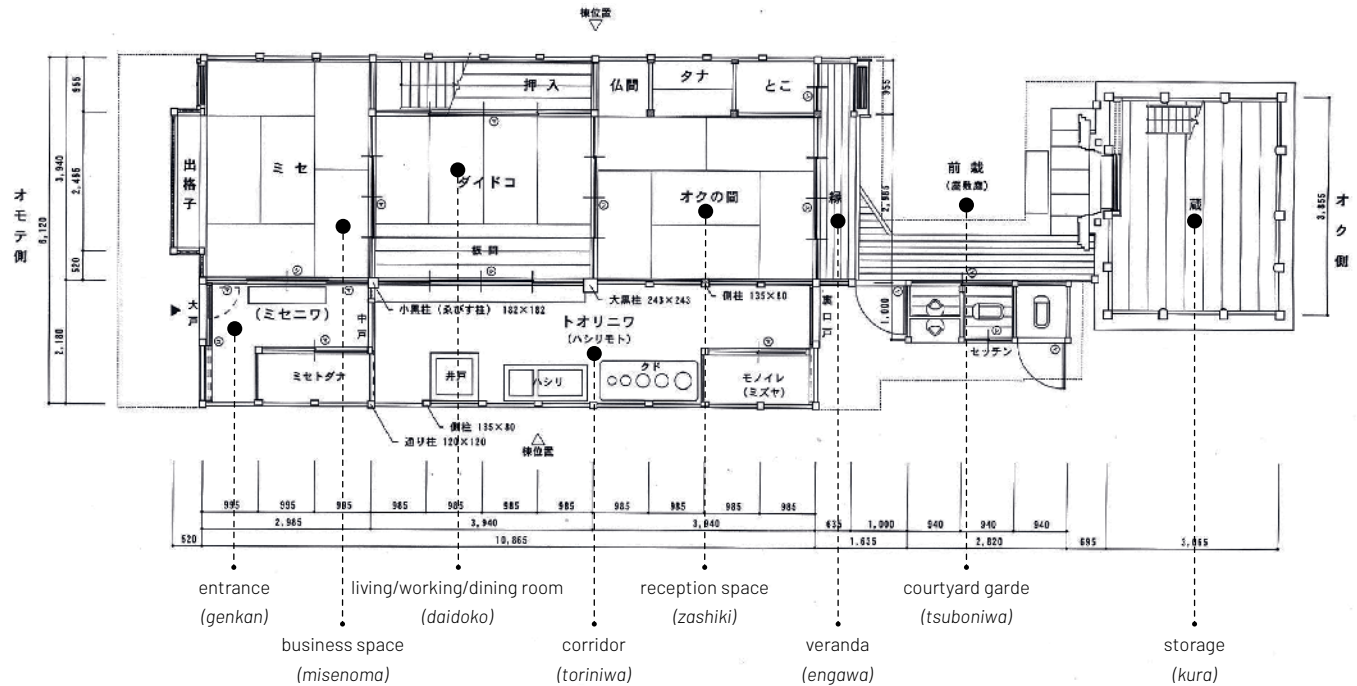 棟位置
押入
仏間
タナ
とこ
955
955
出格子
ミセ
ダイドコ
オクの間
縁
前栽
(座敷庭)
蔵
オモテ側
6,120
3,940
2,485
520
2,180
3,855
オク側
板間
大戸
(ミセニワ)
中戸
小黒柱(ゑびす柱) 182×182
大黒柱 243×243
側柱 135×80
裏口戸
1,000
トオリニワ
(ハシリモト)
ミセトダナ
井戸
ハシリ
クド
モノイレ
(ミズヤ)
セッチン
側柱 135×80
通り柱 120×120
棟位置
995 995 985 985 985 985 985 985 985 985 985
2,985 3,940 3,940 635 1,000 940 940 940
520 10,865 1,635 2,820 695
entrance
(genkan)
living/working/dining room
(daidoko)
reception space
(zashiki)
courtyard garde
(tsuboniwa)
business space
(misenoma)
corridor
(toriniwa)
veranda
(engawa)
storage
(kura)